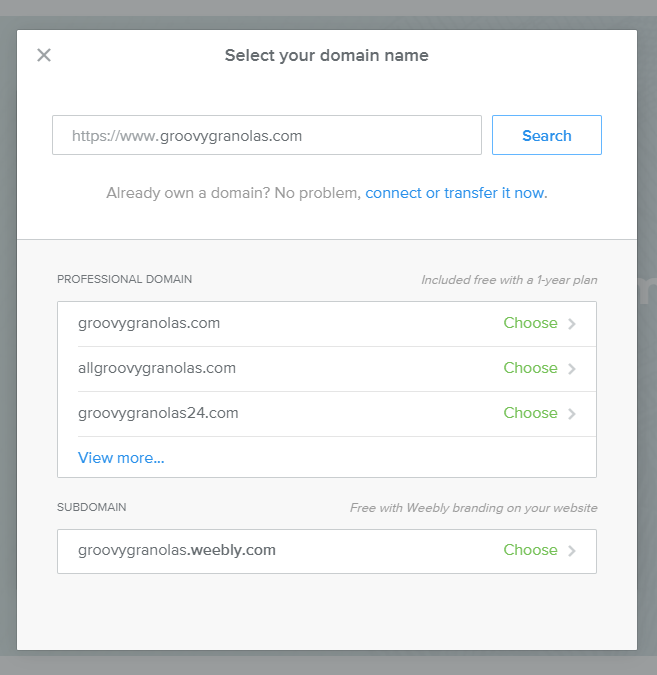 Select your domain name
https://www.groovygranolas.com
Search
Already own a domain? No problem, connect or transfer it now.
PROFESSIONAL DOMAIN
Included free with a 1-year plan
groovygranolas.com
Choose
allgroovygranolas.com
Choose
groovygranolas24.com
Choose
View more...
SUBDOMAIN
Free with Weebly branding on your website
groovygranolas.weebly.com
Choose